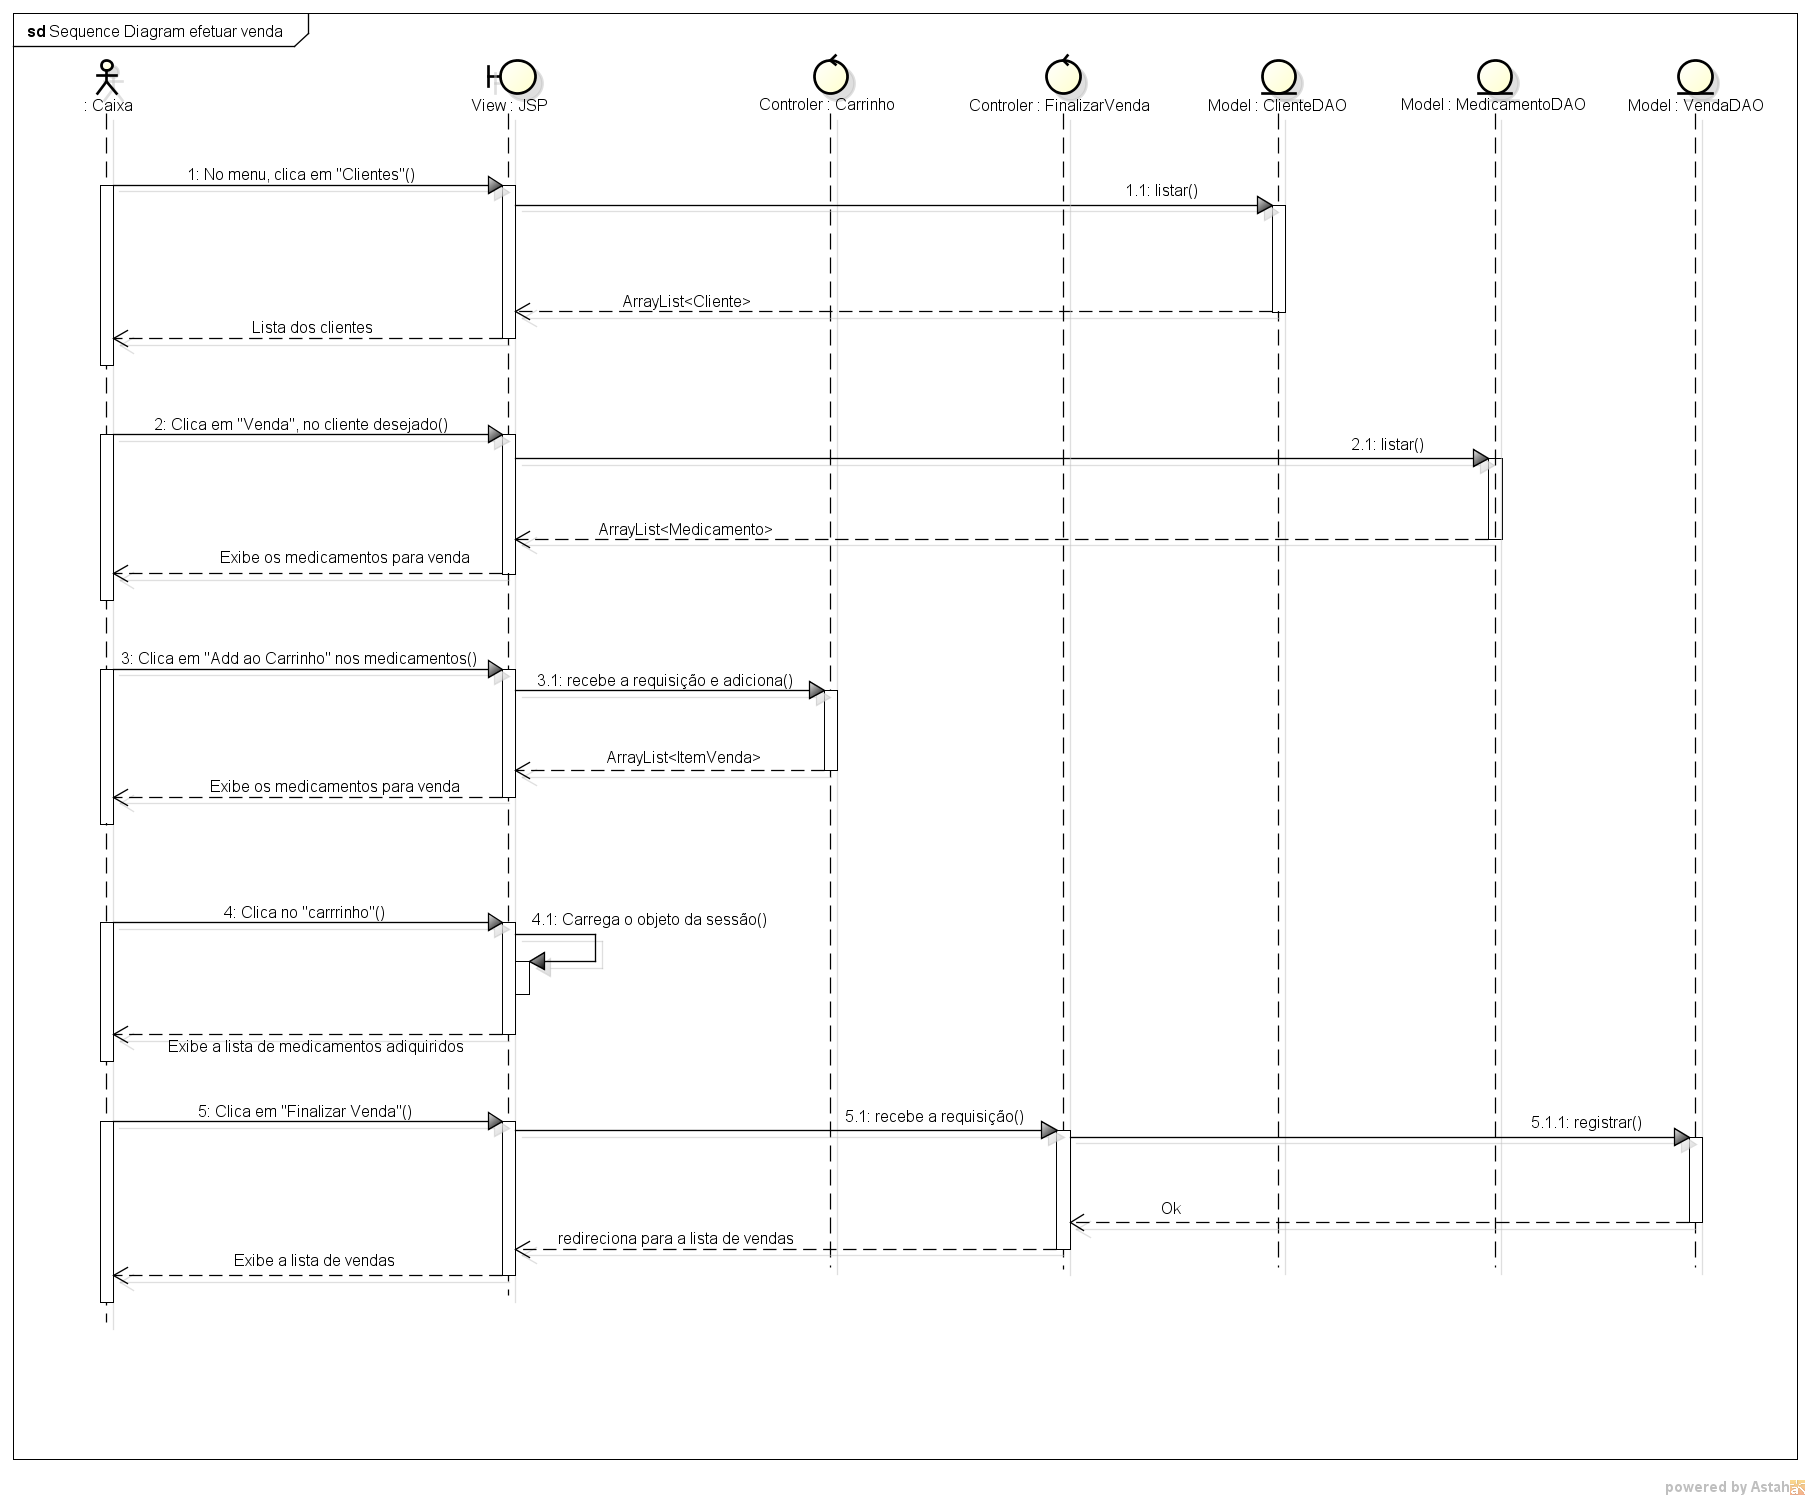 sd Sequence Diagram efetuar venda
: Caixa
View : JSP
Controler : Carrinho
Controler : FinalizarVenda
Model : ClienteDAO
Model : MedicamentoDAO
Model : VendaDAO
1: No menu, clica em "Clientes"()
1.1: listar()
ArrayList<Cliente>
Lista dos clientes
2: Clica em "Venda", no cliente desejado()
2.1: listar()
ArrayList<Medicamento>
Exibe os medicamentos para venda
3: Clica em "Add ao Carrinho" nos medicamentos()
3.1: recebe a requisição e adiciona()
ArrayList<ItemVenda>
Exibe os medicamentos para venda
4: Clica no "carrrinho"()
4.1: Carrega o objeto da sessão()
Exibe a lista de medicamentos adiquiridos
5: Clica em "Finalizar Venda"()
5.1: recebe a requisição()
5.1.1: registrar()
Ok
redireciona para a lista de vendas
Exibe a lista de vendas
powered by Astah